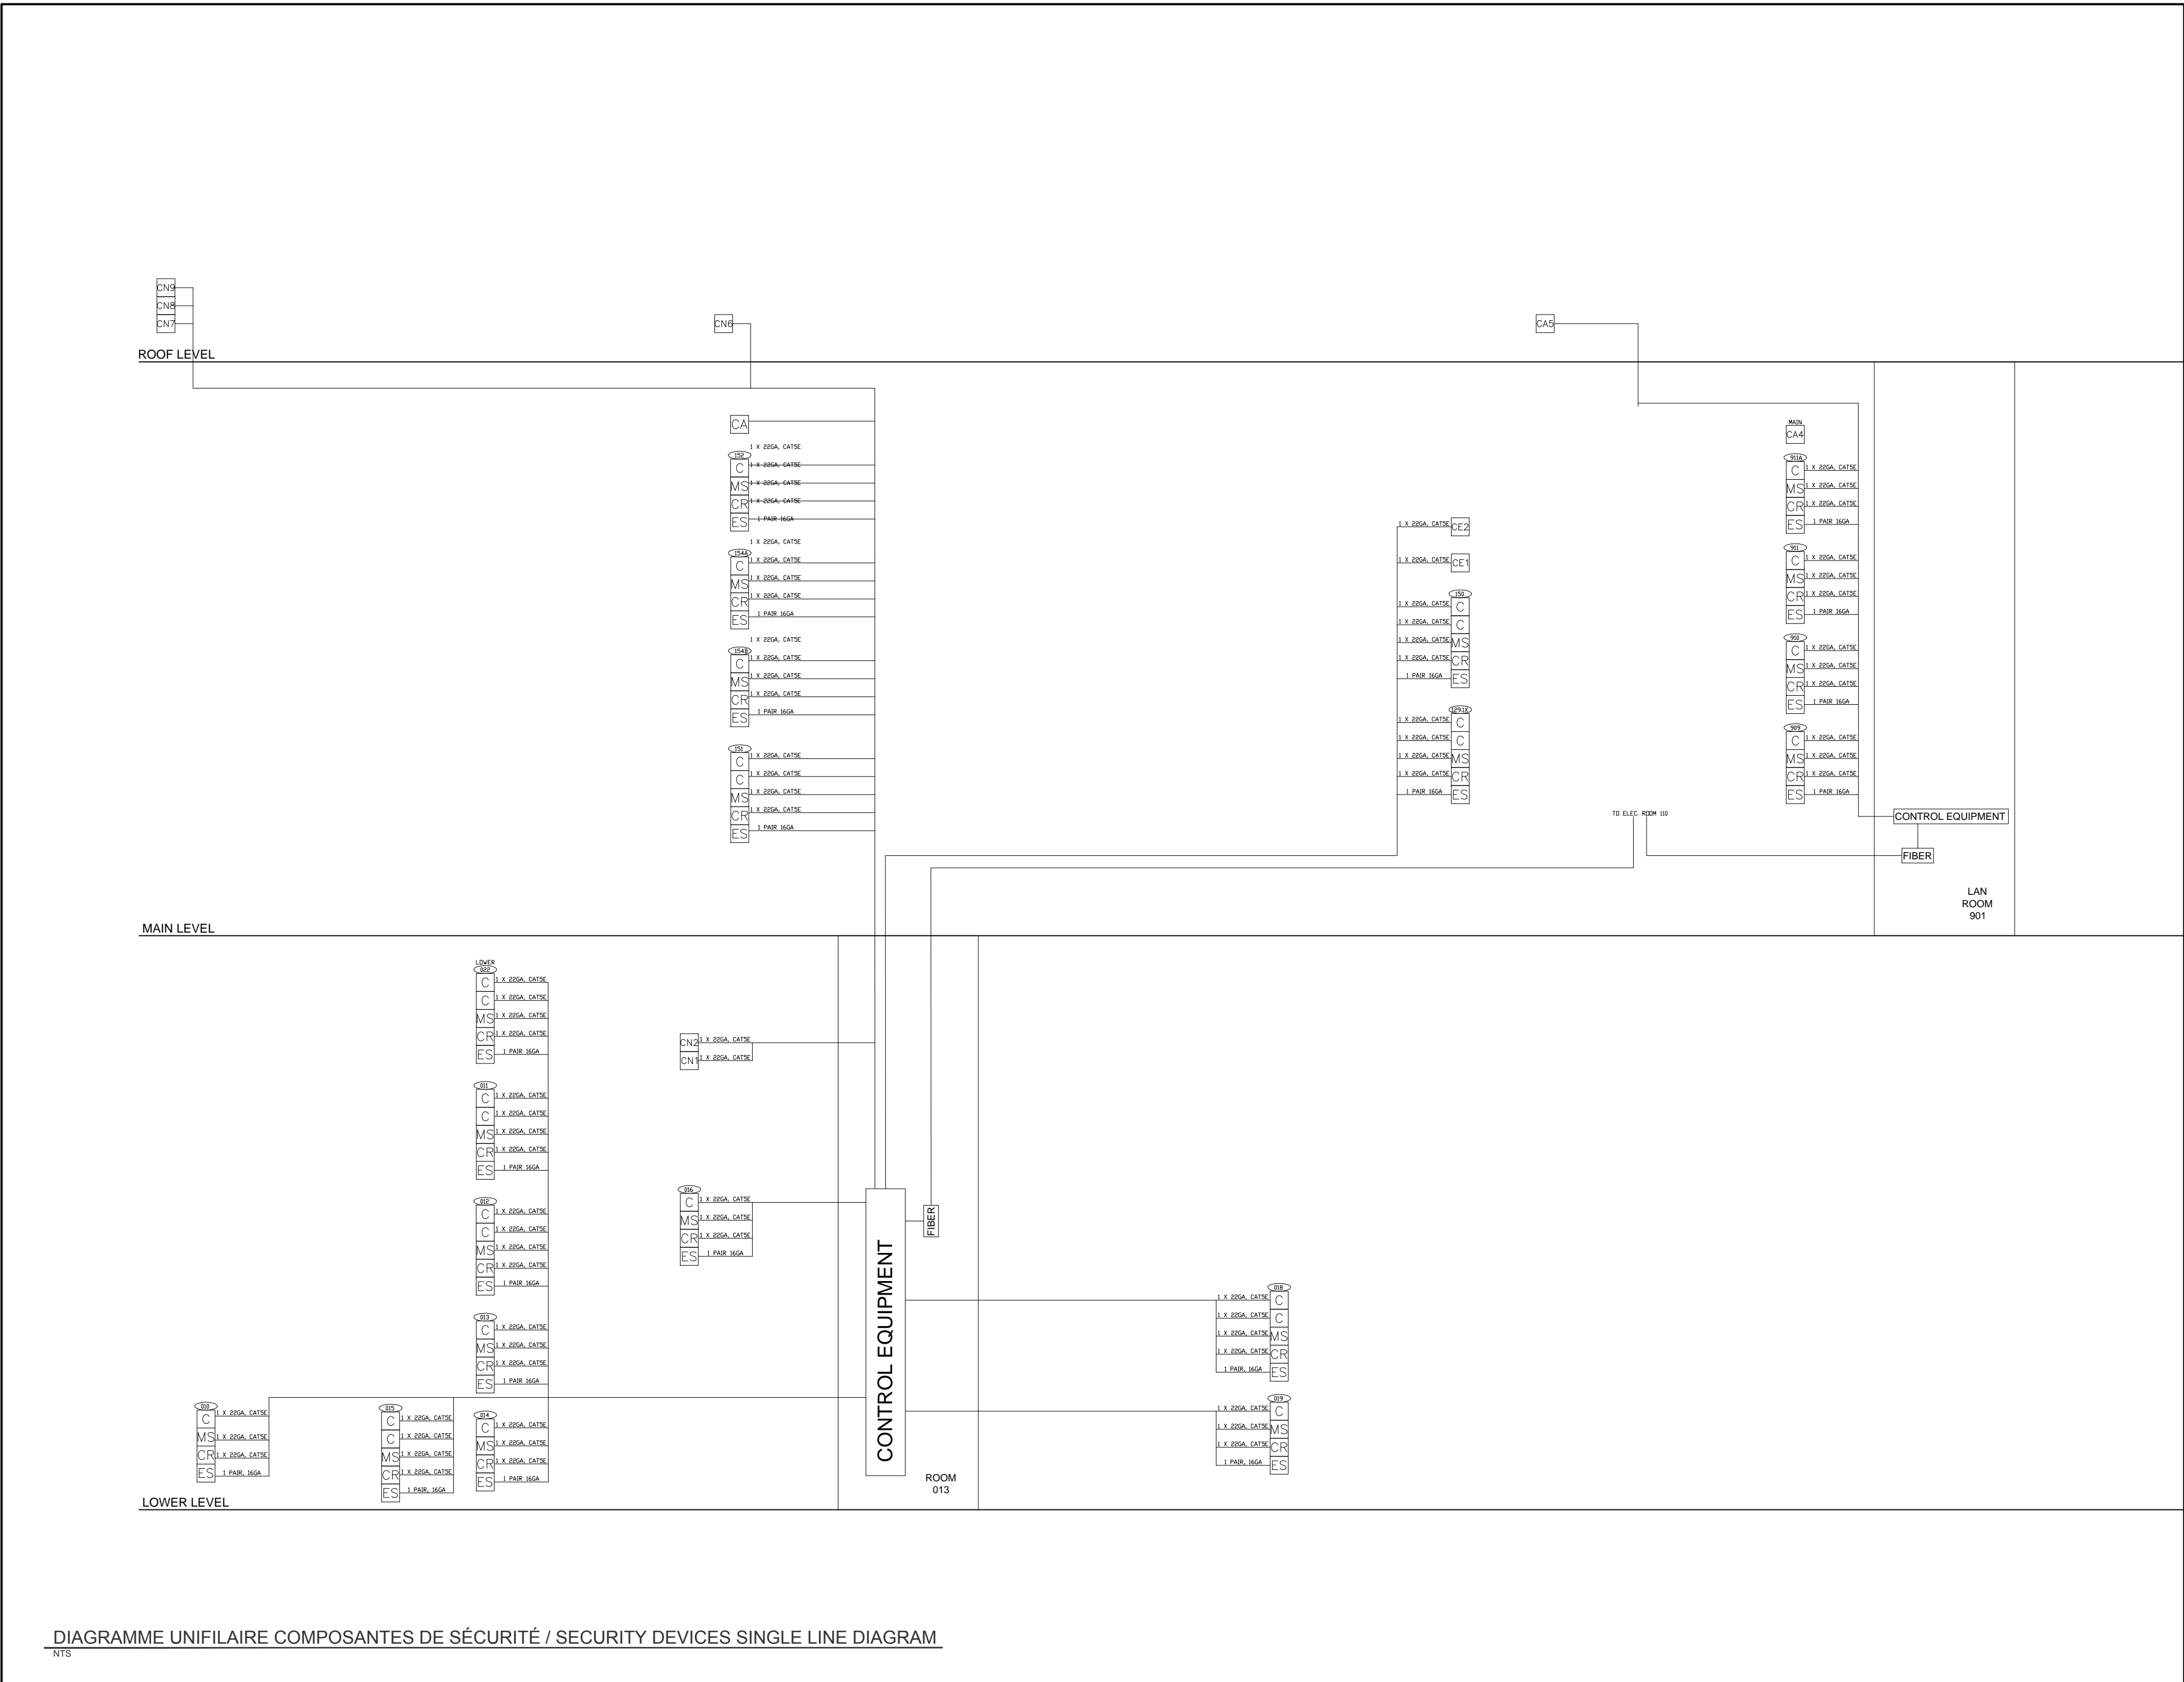 CN9
CN8
CN7
CN6
CA5
ROOF LEVEL
CA
1 X 22GA, CAT5E
152
C 1 X 22GA, CAT5E
MS 1 X 22GA, CAT5E
CR 1 X 22GA, CAT5E
ES 1 PAIR 16GA
1 X 22GA, CAT5E
154A
C 1 X 22GA, CAT5E
MS 1 X 22GA, CAT5E
CR 1 X 22GA, CAT5E
ES 1 PAIR 16GA
1 X 22GA, CAT5E
154B
C 1 X 22GA, CAT5E
MS 1 X 22GA, CAT5E
CR 1 X 22GA, CAT5E
ES 1 PAIR 16GA
151
C 1 X 22GA, CAT5E
C 1 X 22GA, CAT5E
MS 1 X 22GA, CAT5E
CR 1 X 22GA, CAT5E
ES 1 PAIR 16GA
1 X 22GA, CAT5E CE2
1 X 22GA, CAT5E CE1
150
1 X 22GA, CAT5E C
1 X 22GA, CAT5E C
1 X 22GA, CAT5E MS
1 X 22GA, CAT5E CR
1 PAIR 16GA ES
129.1X
1 X 22GA, CAT5E C
1 X 22GA, CAT5E C
1 X 22GA, CAT5E MS
1 X 22GA, CAT5E CR
1 PAIR 16GA ES
TO ELEC. ROOM 110
MAIN
CA4
911A
C 1 X 22GA, CAT5E
MS 1 X 22GA, CAT5E
CR 1 X 22GA, CAT5E
ES 1 PAIR 16GA
911
C 1 X 22GA, CAT5E
MS 1 X 22GA, CAT5E
CR 1 X 22GA, CAT5E
ES 1 PAIR 16GA
910
C 1 X 22GA, CAT5E
MS 1 X 22GA, CAT5E
CR 1 X 22GA, CAT5E
ES 1 PAIR 16GA
909
C 1 X 22GA, CAT5E
MS 1 X 22GA, CAT5E
CR 1 X 22GA, CAT5E
ES 1 PAIR 16GA
CONTROL EQUIPMENT
FIBER
LAN
ROOM
901
MAIN LEVEL
LOWER
022
C 1 X 22GA, CAT5E
C 1 X 22GA, CAT5E
MS 1 X 22GA, CAT5E
CR 1 X 22GA, CAT5E
ES 1 PAIR 16GA
011
C 1 X 22GA, CAT5E
C 1 X 22GA, CAT5E
MS 1 X 22GA, CAT5E
CR 1 X 22GA, CAT5E
ES 1 PAIR 16GA
012
C 1 X 22GA, CAT5E
C 1 X 22GA, CAT5E
MS 1 X 22GA, CAT5E
CR 1 X 22GA, CAT5E
ES 1 PAIR 16GA
013
C 1 X 22GA, CAT5E
MS 1 X 22GA, CAT5E
CR 1 X 22GA, CAT5E
ES 1 PAIR 16GA
010
C 1 X 22GA, CAT5E
MS 1 X 22GA, CAT5E
CR 1 X 22GA, CAT5E
ES 1 PAIR, 16GA
015
C 1 X 22GA, CAT5E
C 1 X 22GA, CAT5E
MS 1 X 22GA, CAT5E
CR 1 X 22GA, CAT5E
ES 1 PAIR, 16GA
014
C 1 X 22GA, CAT5E
MS 1 X 22GA, CAT5E
CR 1 X 22GA, CAT5E
ES 1 PAIR 16GA
CN2 1 X 22GA, CAT5E
CN1 1 X 22GA, CAT5E
016
C 1 X 22GA, CAT5E
MS 1 X 22GA, CAT5E
CR 1 X 22GA, CAT5E
ES 1 PAIR 16GA
CONTROL EQUIPMENT
FIBER
ROOM
013
018
1 X 22GA, CAT5E C
1 X 22GA, CAT5E C
1 X 22GA, CAT5E MS
1 X 22GA, CAT5E CR
1 PAIR, 16GA ES
019
1 X 22GA, CAT5E C
1 X 22GA, CAT5E MS
1 X 22GA, CAT5E CR
1 PAIR, 16GA ES
LOWER LEVEL
DIAGRAMME UNIFILAIRE COMPOSANTES DE SÉCURITÉ / SECURITY DEVICES SINGLE LINE DIAGRAM
NTS